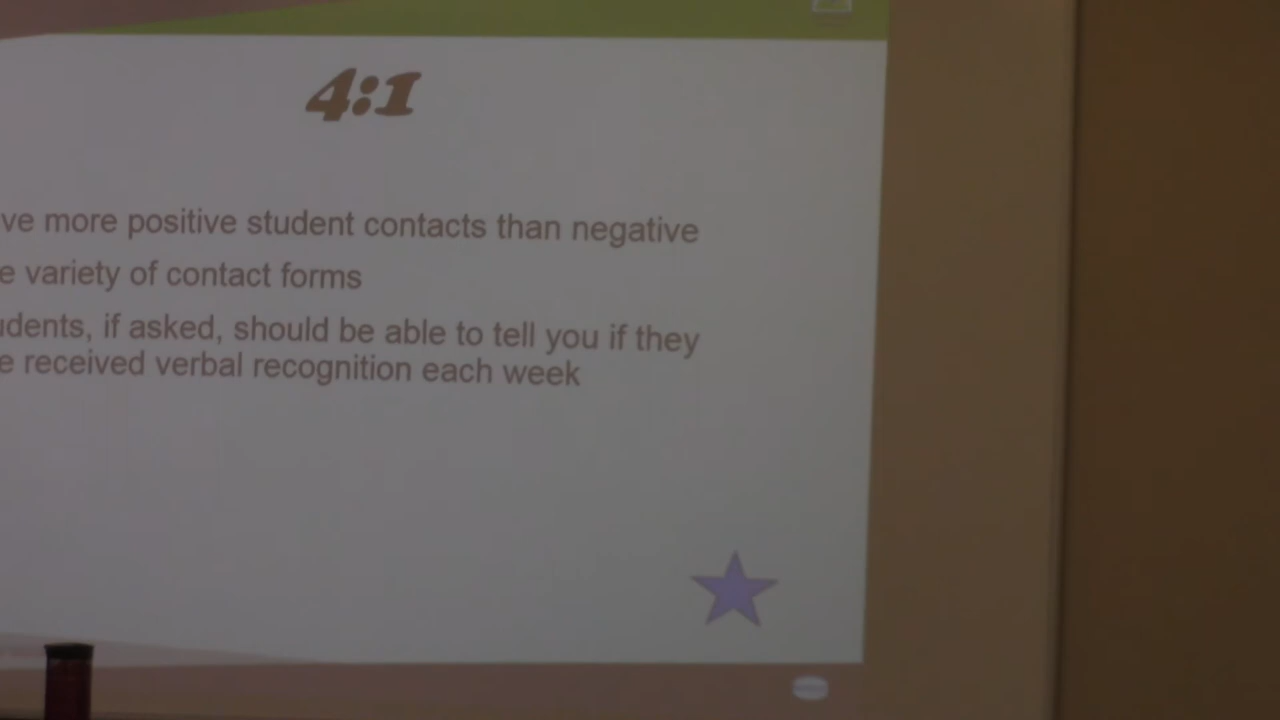 4:1
ve more positive student contacts than negative
e variety of contact forms
udents, if asked, should be able to tell you if they
e received verbal recognition each week